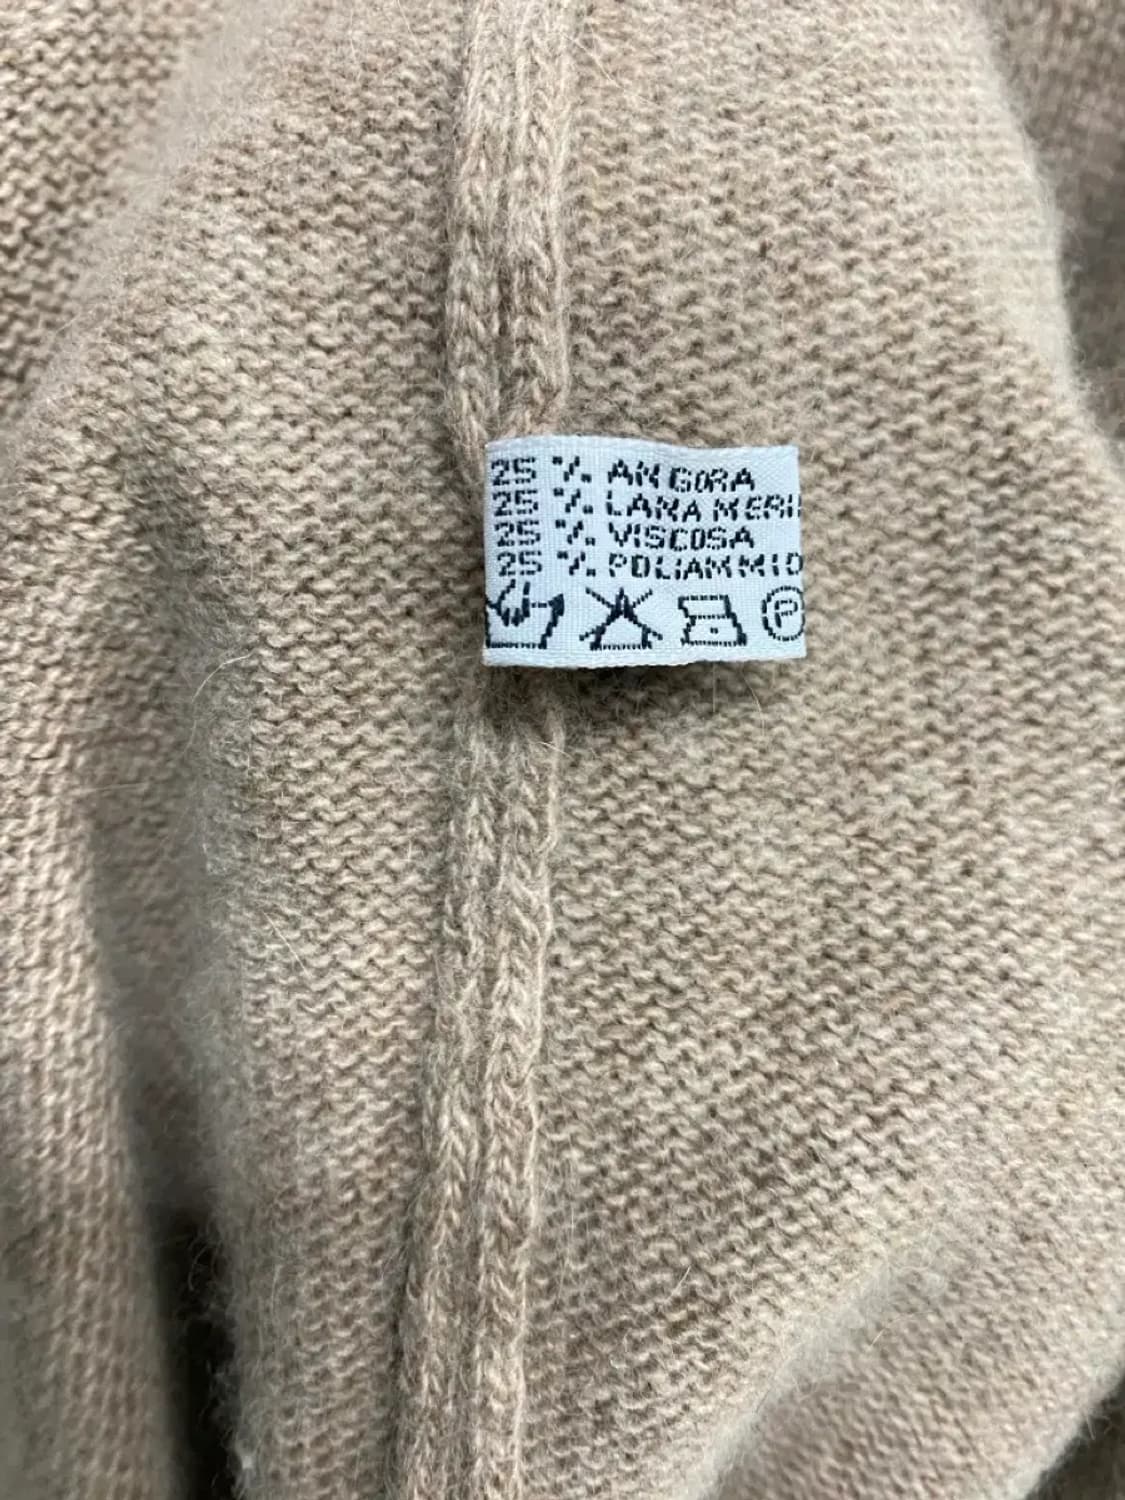 25 % ANGORA
25 % LANA MERI
25 % VISCOSA
25 % POLIAMMID
P